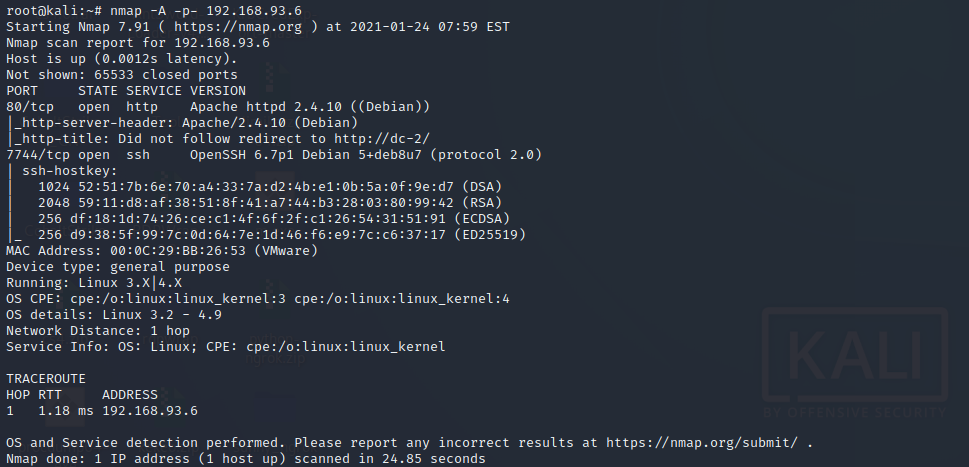 root@kali:~# nmap -A -p- 192.168.93.6
Starting Nmap 7.91 ( https://nmap.org ) at 2021-01-24 07:59 EST
Nmap scan report for 192.168.93.6
Host is up (0.0012s latency).
Not shown: 65533 closed ports
PORT     STATE SERVICE VERSION
80/tcp   open  http    Apache httpd 2.4.10 ((Debian))
|_http-server-header: Apache/2.4.10 (Debian)
|_http-title: Did not follow redirect to http://dc-2/
7744/tcp open  ssh     OpenSSH 6.7p1 Debian 5+deb8u7 (protocol 2.0)
| ssh-hostkey:
|   1024 52:51:7b:6e:70:a4:33:7a:d2:4b:e1:0b:5a:0f:9e:d7 (DSA)
|   2048 59:11:d8:af:38:51:8f:41:a7:44:b3:28:03:80:99:42 (RSA)
|   256 df:18:1d:74:26:ce:c1:4f:6f:2f:c1:26:54:31:51:91 (ECDSA)
|_  256 d9:38:5f:99:7c:0d:64:7e:1d:46:f6:e9:7c:c6:37:17 (ED25519)
MAC Address: 00:0C:29:BB:26:53 (VMware)
Device type: general purpose
Running: Linux 3.X|4.X
OS CPE: cpe:/o:linux:linux_kernel:3 cpe:/o:linux:linux_kernel:4
OS details: Linux 3.2 - 4.9
Network Distance: 1 hop
Service Info: OS: Linux; CPE: cpe:/o:linux:linux_kernel
TRACEROUTE
HOP RTT     ADDRESS
1   1.18 ms 192.168.93.6
OS and Service detection performed. Please report any incorrect results at https://nmap.org/submit/ .
Nmap done: 1 IP address (1 host up) scanned in 24.85 seconds
KALI
BY OFFENSIVE SECURITY